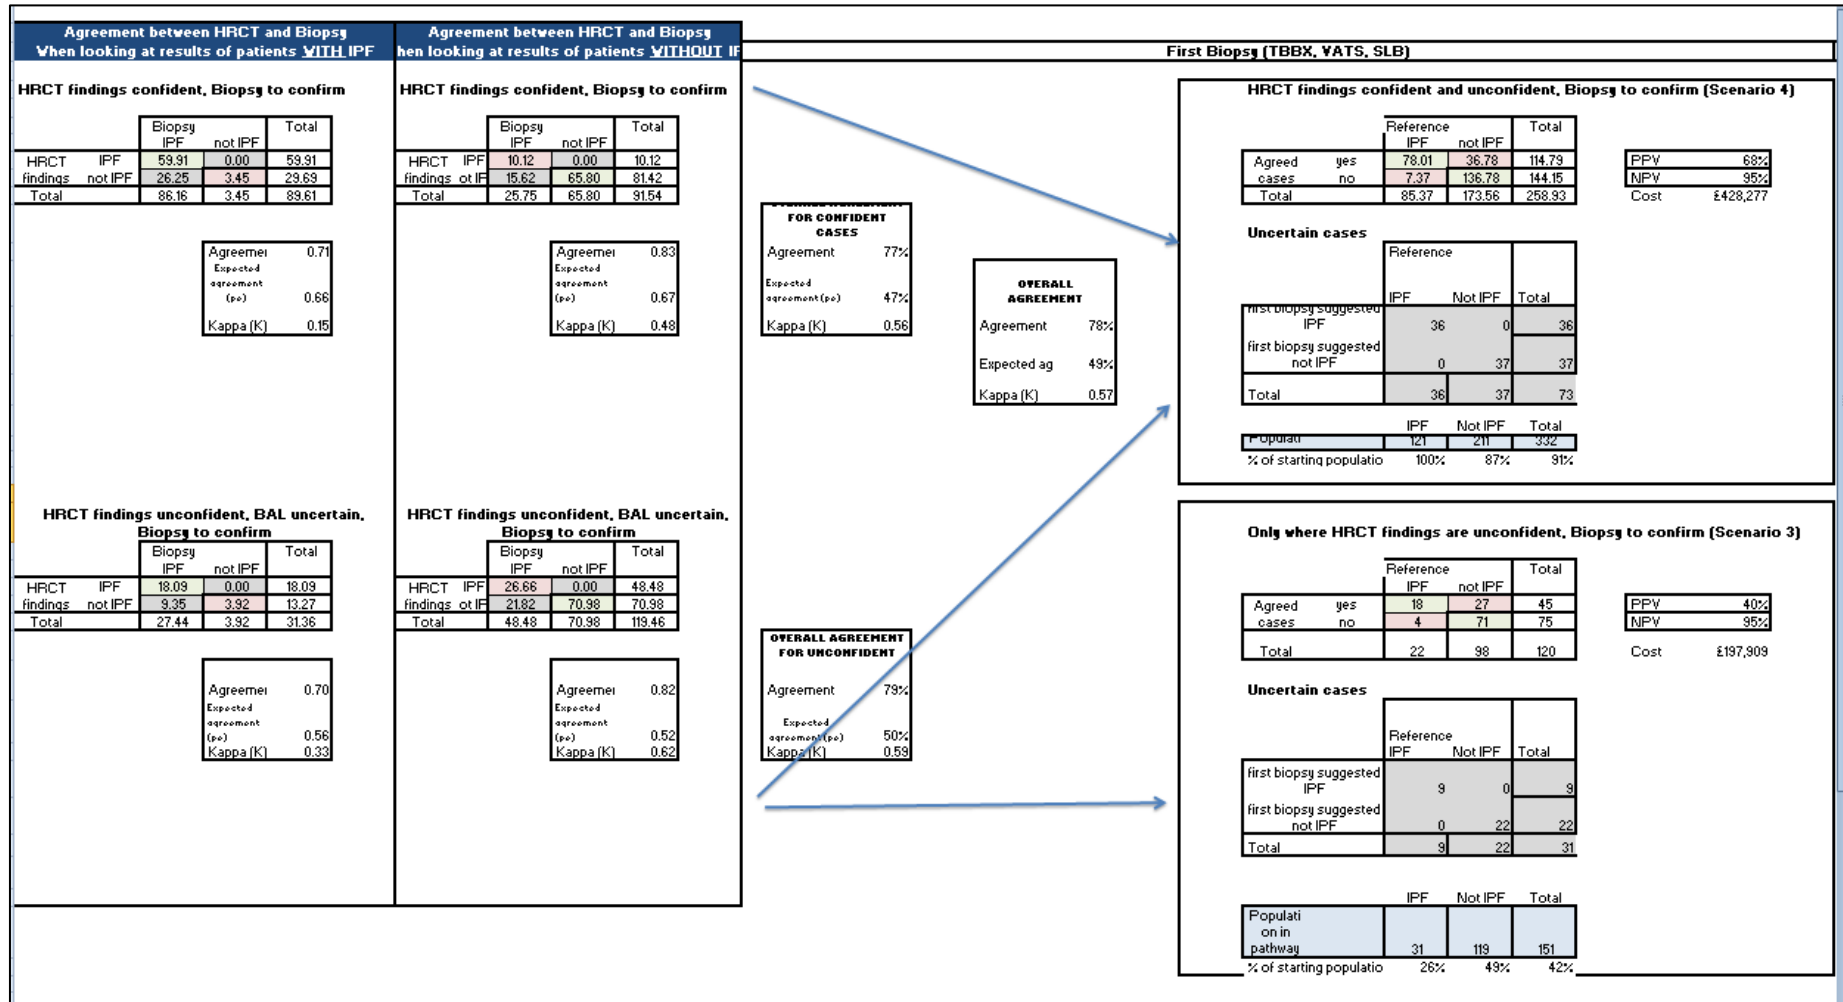 Agreement between HRCT and Biopsy
When looking at results of patients WITH IPF
HRCT findings confident, Biopsy to confirm
Biopsy Total
IPF not IPF
HRCT IPF 59.91 0.00 59.91
findings not IPF 26.25 3.45 29.69
Total 86.16 3.45 89.61
Agreemei 0.71
Expected
agreement
(pe) 0.66
Kappa (K) 0.15
HRCT findings unconfident, BAL uncertain,
Biopsy to confirm
Biopsy Total
IPF not IPF
HRCT IPF 18.09 0.00 18.09
findings not IPF 9.35 3.92 13.27
Total 27.44 3.92 31.36
Agreemei 0.70
Expected
agreement
(pe) 0.56
Kappa (K) 0.33
Agreement between HRCT and Biopsy
hen looking at results of patients WITHOUT IF
HRCT findings confident, Biopsy to confirm
Biopsy Total
IPF not IPF
HRCT IPF 10.12 0.00 10.12
findings ot IF 15.62 65.80 81.42
Total 25.75 65.80 91.54
Agreemei 0.83
Expected
agreement
(pe) 0.67
Kappa (K) 0.48
HRCT findings unconfident, BAL uncertain,
Biopsy to confirm
Biopsy Total
IPF not IPF
HRCT IPF 26.66 0.00 48.48
findings ot IF 21.82 70.98 70.98
Total 48.48 70.98 119.46
Agreemei 0.82
Expected
agreement
(pe) 0.52
Kappa (K) 0.62
First Biopsy (TBBX, VATS, SLB)
OVERALL AGREEMENT
FOR CONFIDENT
CASES
Agreement 77%
Expected
agreement (pe) 47%
Kappa (K) 0.56
OVERALL
AGREEMENT
Agreement 78%
Expected ag 49%
Kappa (K) 0.57
OVERALL AGREEMENT
FOR UNCONFIDENT
Agreement 79%
Expected
agreement (pe) 50%
Kappa (K) 0.59
HRCT findings confident and unconfident, Biopsy to confirm (Scenario 4)
Reference Total
IPF not IPF
Agreed yes 78.01 36.78 114.79
cases no 7.37 136.78 144.15
Total 85.37 173.56 258.93
PPV 68%
NPV 95%
Cost £428,277
Uncertain cases
Reference
IPF Not IPF Total
first biopsy suggested
IPF 36 0 36
first biopsy suggested
not IPF 0 37 37
Total 36 37 73
IPF Not IPF Total
Populati 121 211 332
% of starting populatio 100% 87% 91%
Only where HRCT findings are unconfident, Biopsy to confirm (Scenario 3)
Reference Total
IPF not IPF
Agreed yes 18 27 45
cases no 4 71 75
Total 22 98 120
PPV 40%
NPV 95%
Cost £197,909
Uncertain cases
Reference
IPF Not IPF Total
first biopsy suggested
IPF 9 0 9
first biopsy suggested
not IPF 0 22 22
Total 9 22 31
IPF Not IPF Total
Populati
on in
pathway 31 119 151
% of starting populatio 26% 49% 42%